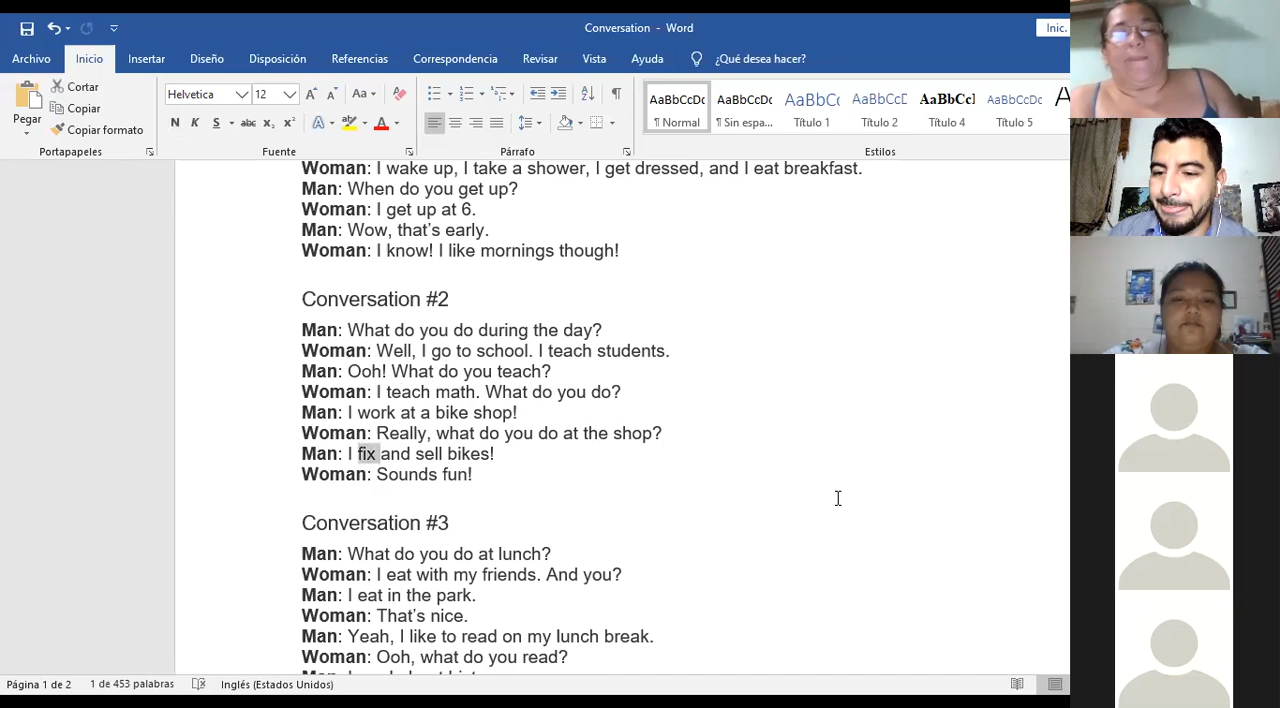 Conversation - Word
Inic.
Archivo Inicio Insertar Diseño Disposición Referencias Correspondencia Revisar Vista Ayuda ¿Qué desea hacer?
Pegar
Cortar
Copiar
Copiar formato
Portapapeles
Helvetica 12 Aa
N K S abc x₂ x² A A
Fuente
Párrafo
AaBbCcDc AaBbCcDc AaBbC AaBbCcD AaBbCcI AaBbCcD
¶ Normal ¶ Sin espa... Título 1 Título 2 Título 4 Título 5
Estilos
Woman: I wake up, I take a shower, I get dressed, and I eat breakfast.
Man: When do you get up?
Woman: I get up at 6.
Man: Wow, that's early.
Woman: I know! I like mornings though!
Conversation #2
Man: What do you do during the day?
Woman: Well, I go to school. I teach students.
Man: Ooh! What do you teach?
Woman: I teach math. What do you do?
Man: I work at a bike shop!
Woman: Really, what do you do at the shop?
Man: I fix and sell bikes!
Woman: Sounds fun!
Conversation #3
Man: What do you do at lunch?
Woman: I eat with my friends. And you?
Man: I eat in the park.
Woman: That's nice.
Man: Yeah, I like to read on my lunch break.
Woman: Ooh, what do you read?
Página 1 de 2 1 de 453 palabras Inglés (Estados Unidos)